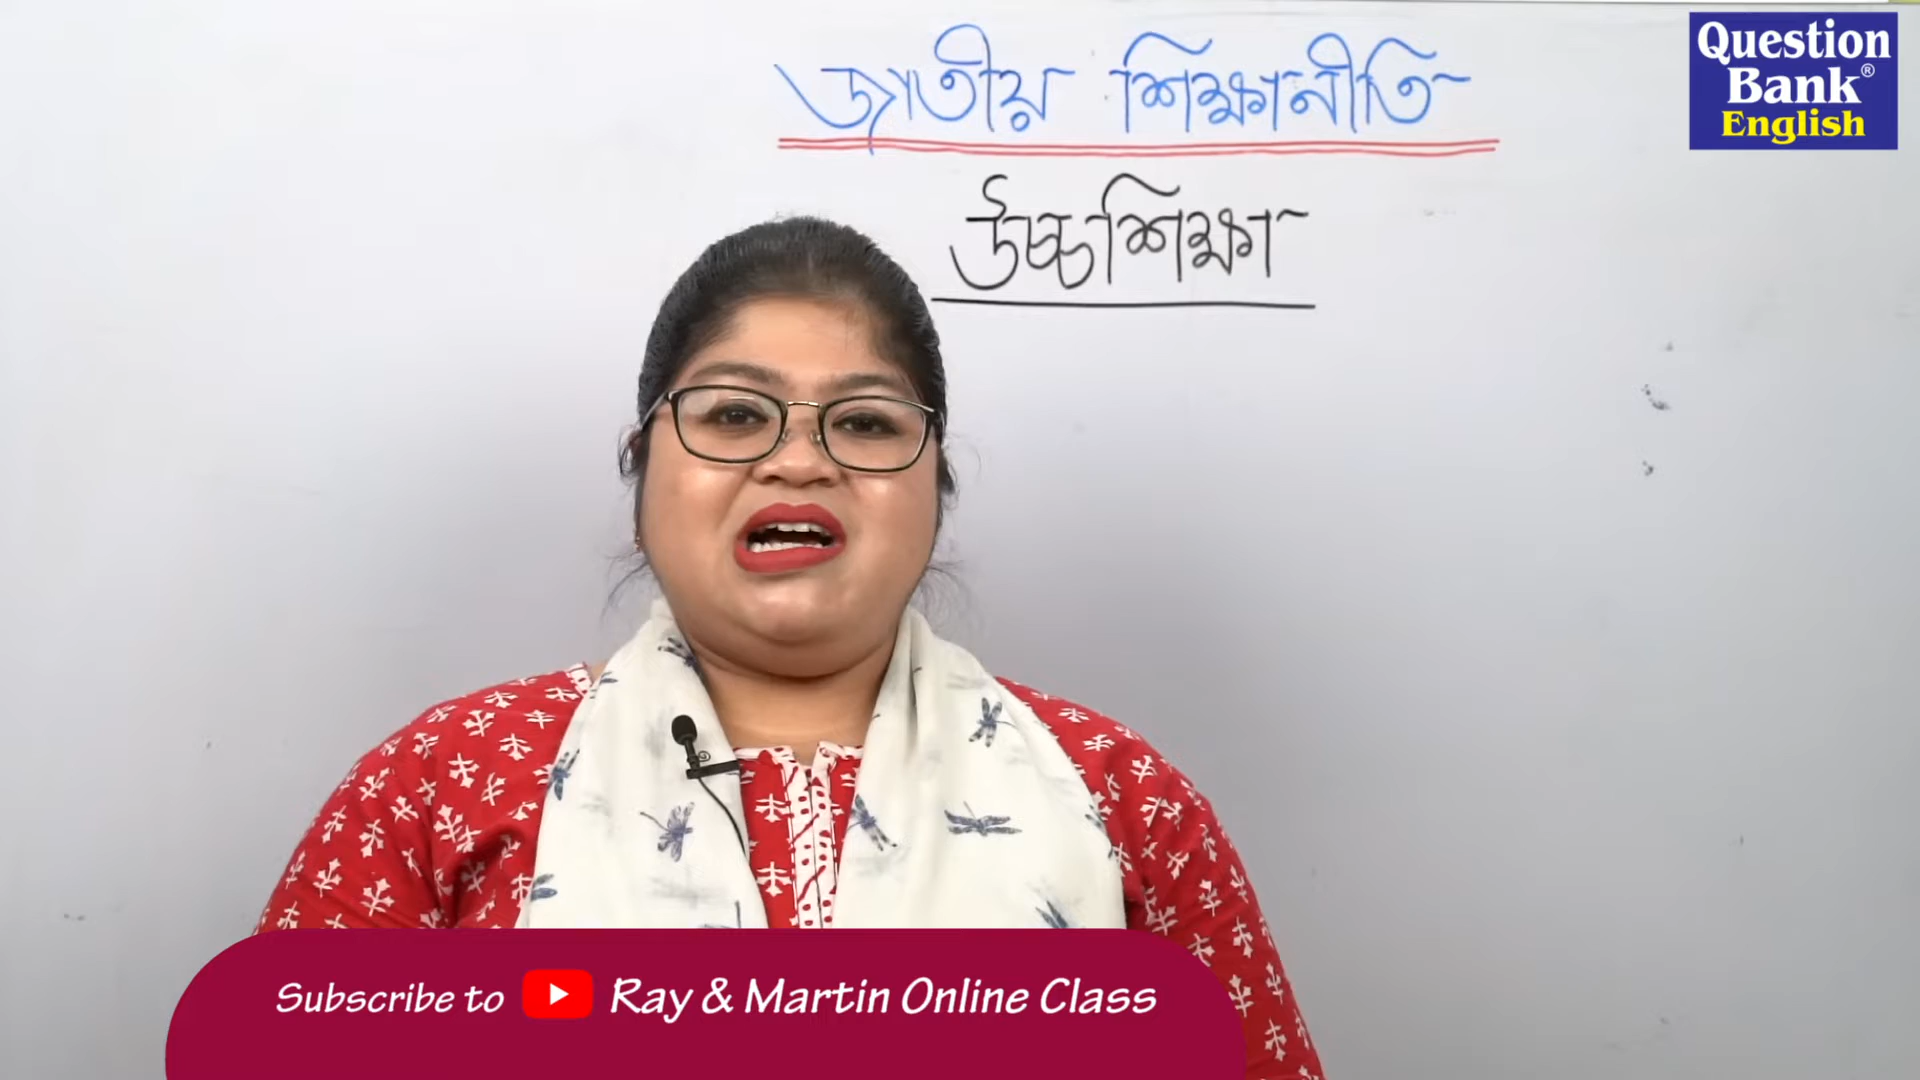 জাতীয় শিক্ষানীতি
উচ্চশিক্ষা
Question
Bank®
English
Subscribe to Ray & Martin Online Class